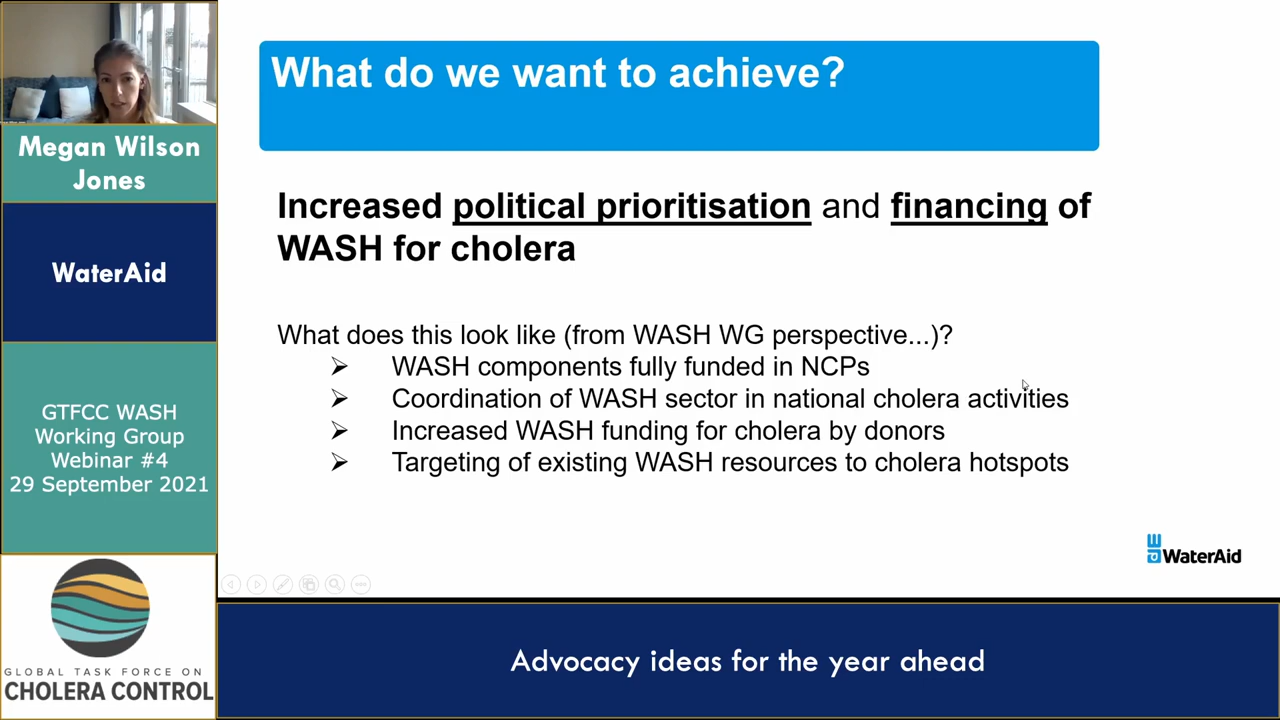 Megan Wilson
Jones
WaterAid
GTFCC WASH
Working Group
Webinar #4
29 September 2021
GLOBAL TASK FORCE ON
CHOLERA CONTROL
What do we want to achieve?
Increased political prioritisation and financing of
WASH for cholera
What does this look like (from WASH WG perspective...)?
➢ WASH components fully funded in NCPs
➢ Coordination of WASH sector in national cholera activities
➢ Increased WASH funding for cholera by donors
➢ Targeting of existing WASH resources to cholera hotspots
WaterAid
Advocacy ideas for the year ahead